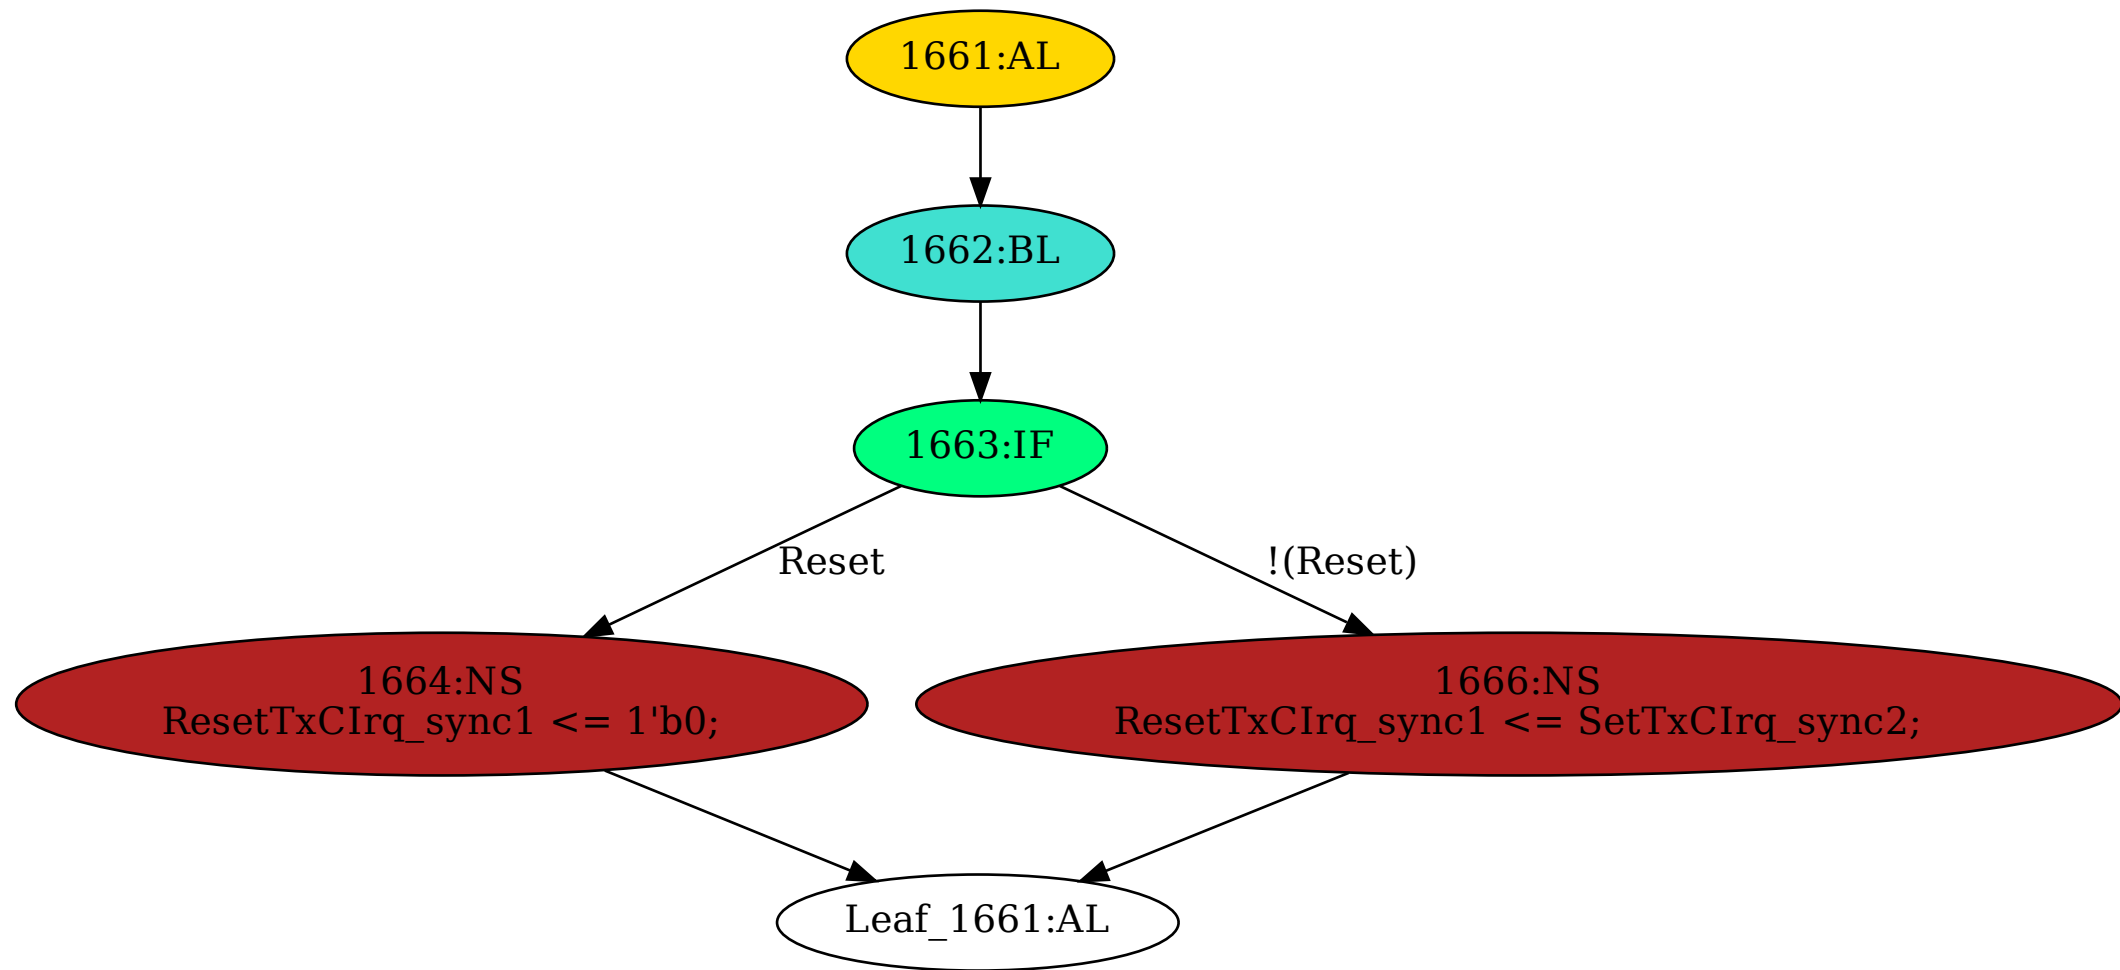 1661:AL
1662:BL
1663:IF
Reset
!(Reset)
1664:NS
ResetTxCIrq_sync1 <= 1'b0;
1666:NS
ResetTxCIrq_sync1 <= SetTxCIrq_sync2;
Leaf_1661:AL